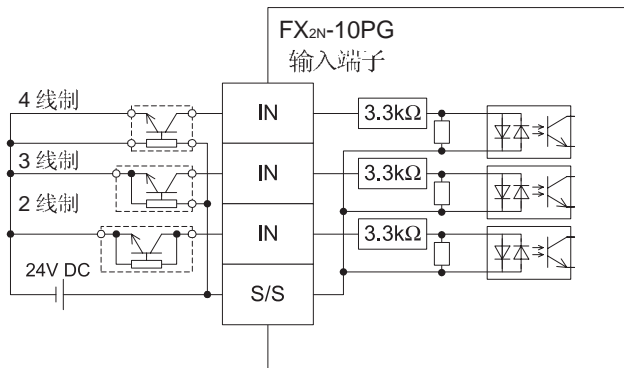 FX2N-10PG
输入端子
4 线制
IN
3.3kΩ
3 线制
IN
3.3kΩ
2 线制
IN
3.3kΩ
24V DC
S/S